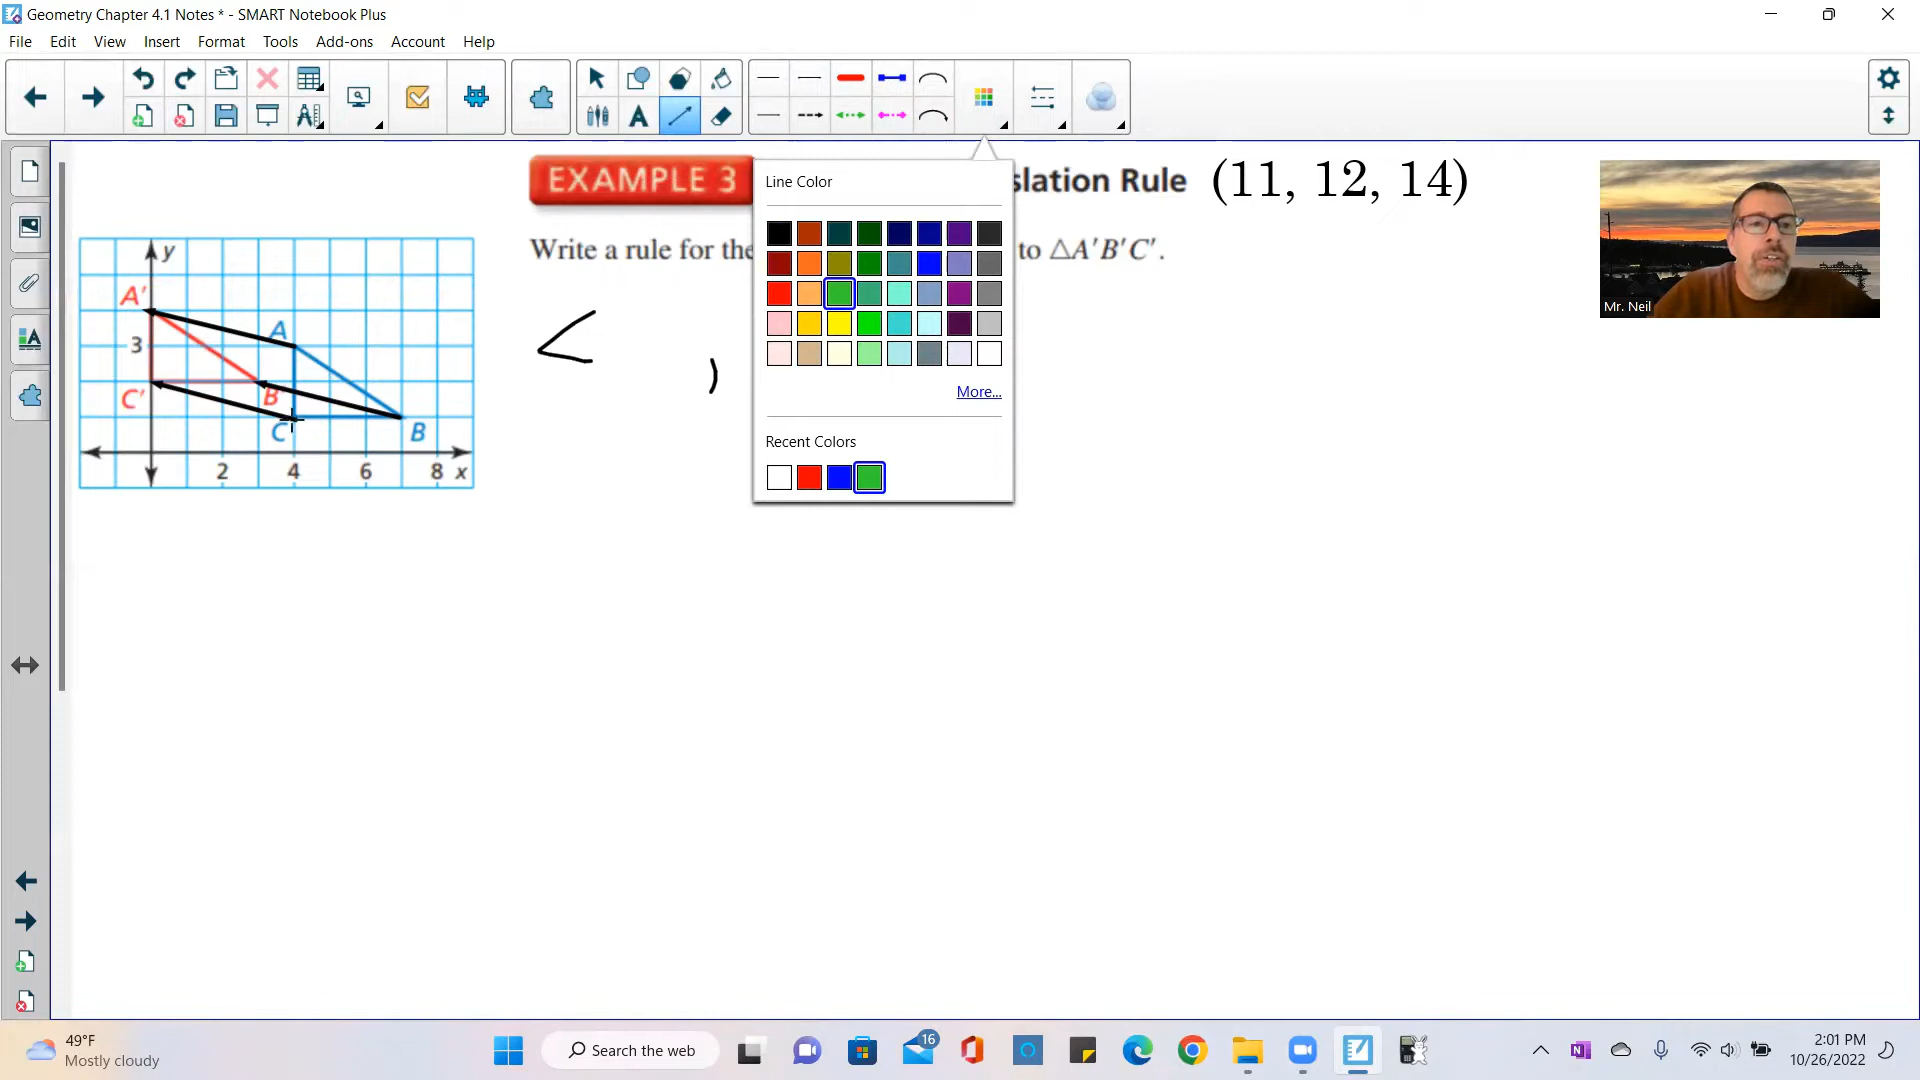 Geometry Chapter 4.1 Notes * - SMART Notebook Plus
File Edit View Insert Format Tools Add-ons Account Help
EXAMPLE 3 slation Rule (11, 12, 14)
Line Color
Write a rule for the to △A'B'C'.
Mr. Neil
y
A'
A
3
C'
B
C
B
2 4 6 8 x
< ,
More...
Recent Colors
49°F
Mostly cloudy
Search the web
16
2:01 PM
10/26/2022